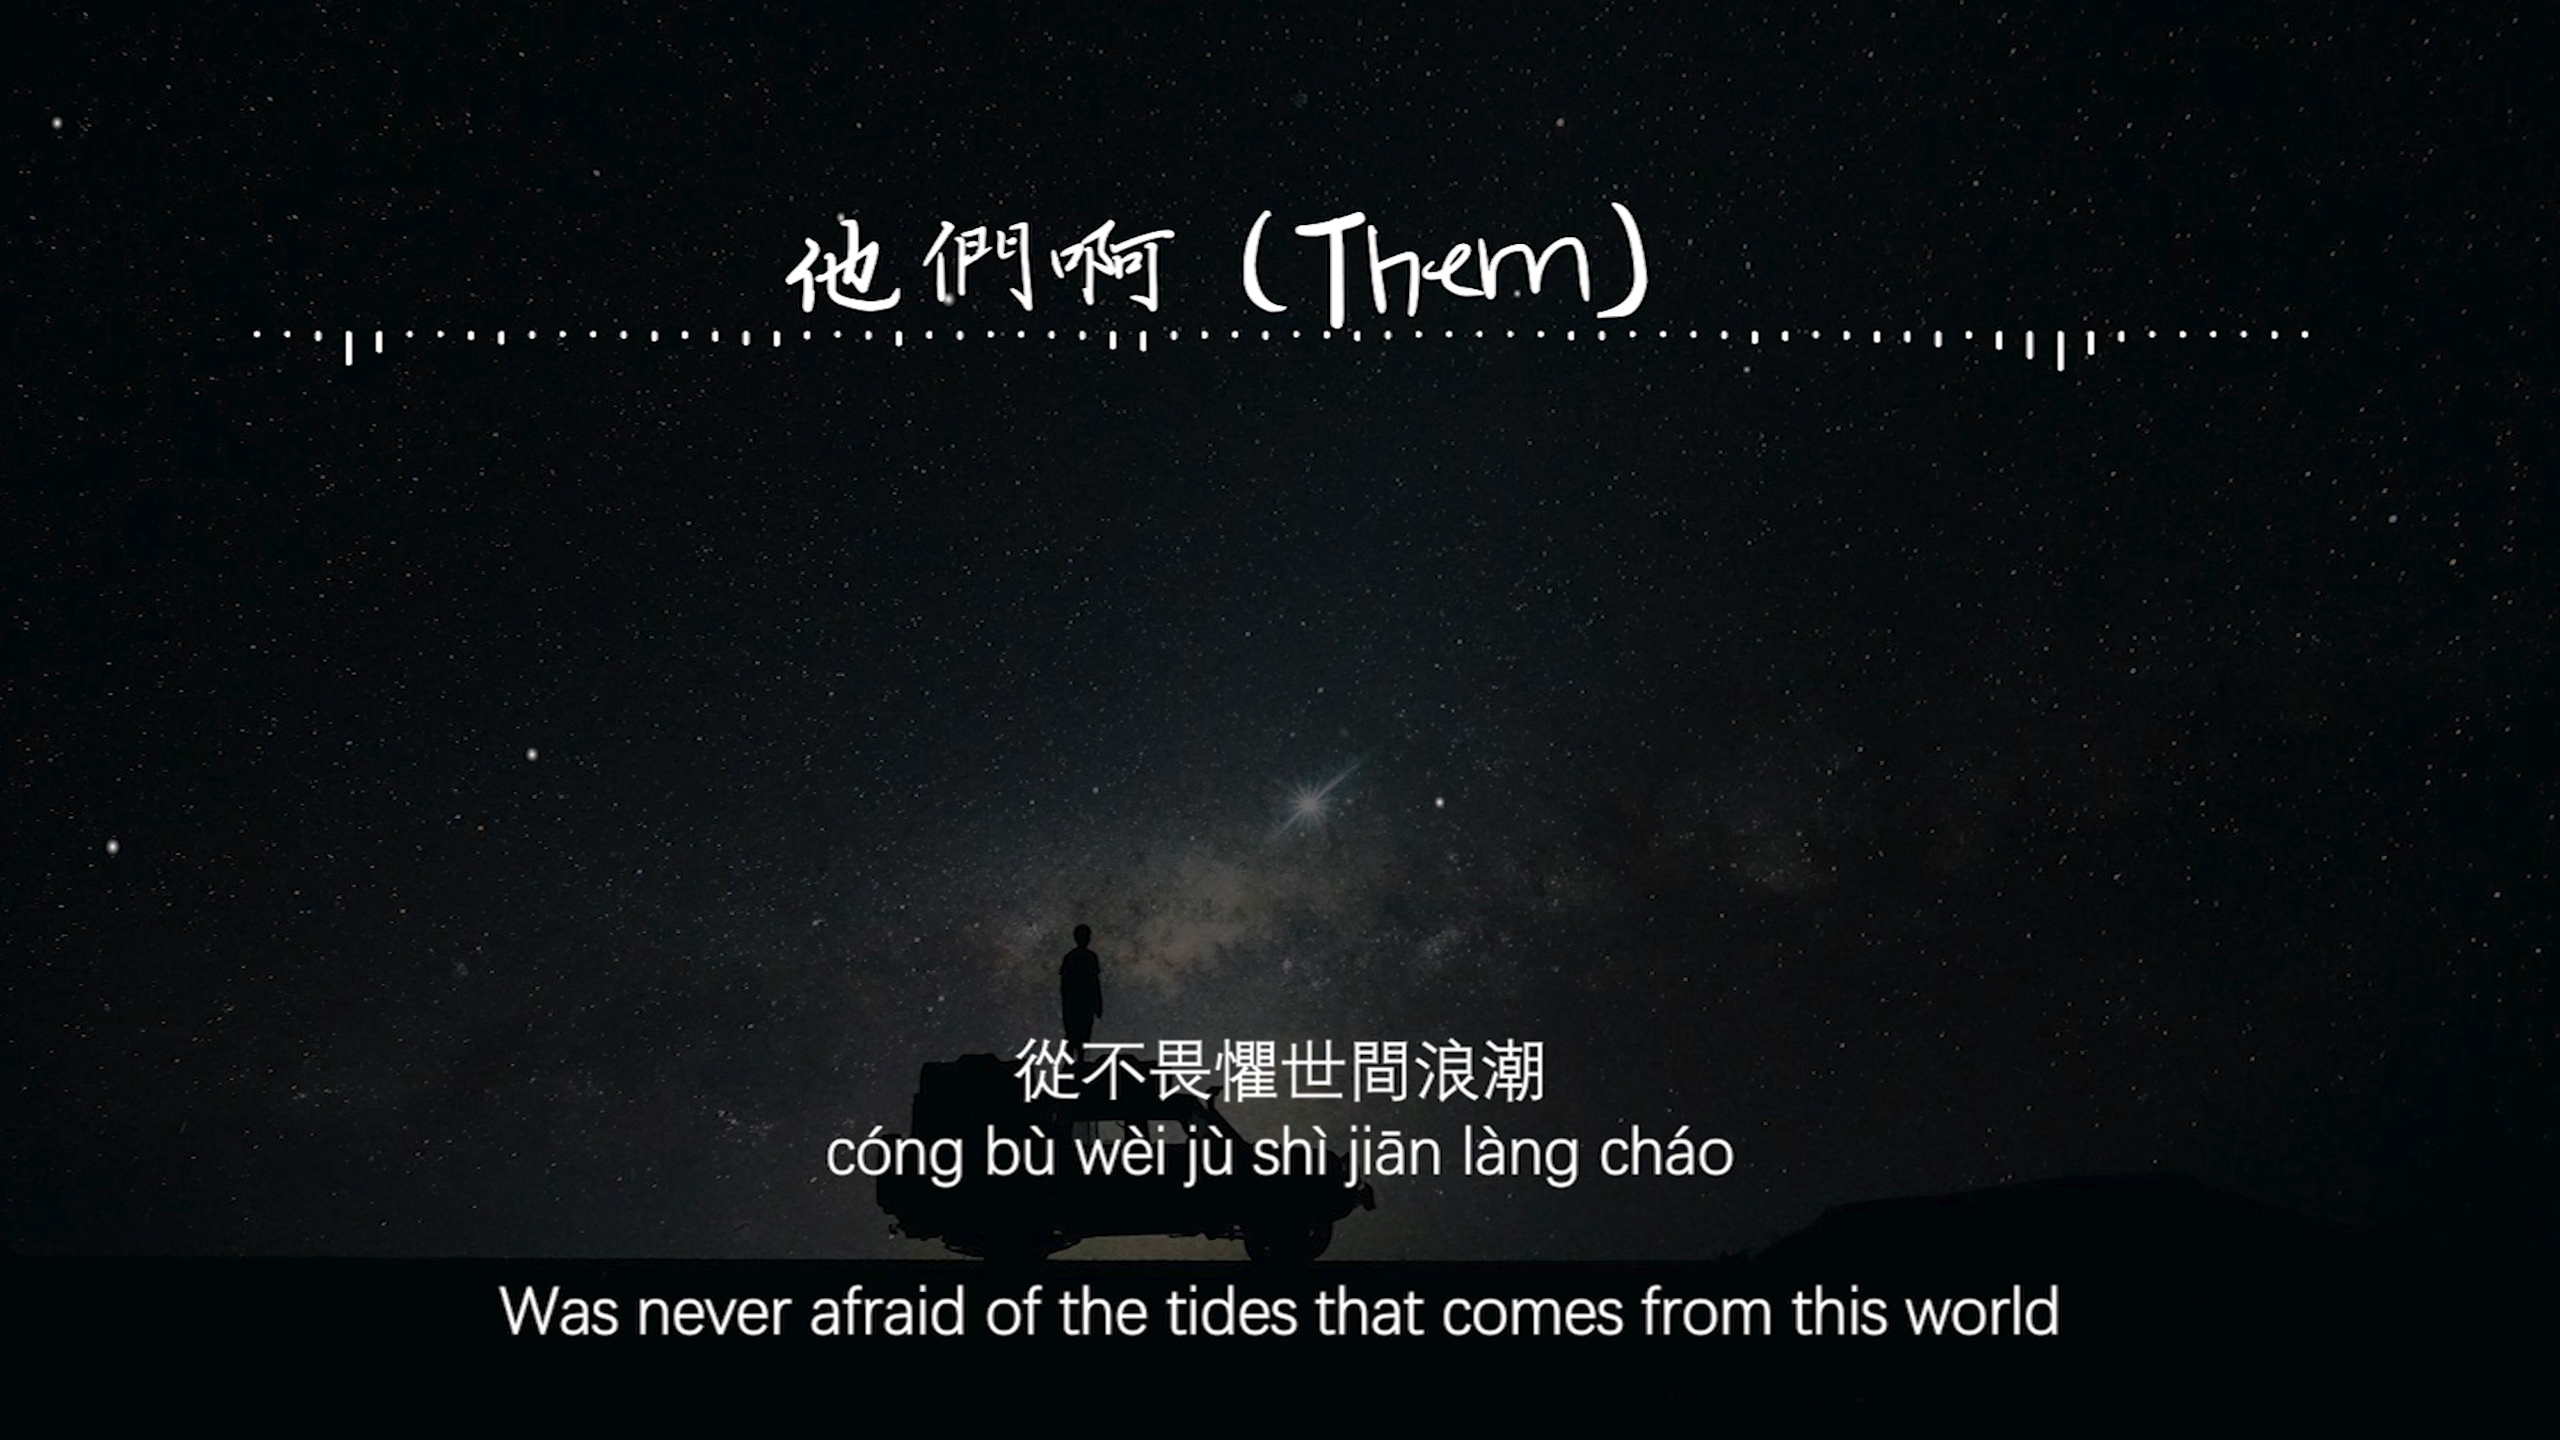 他們啊 (Them)
從不畏懼世間浪潮
cóng bù wèi jù shì jiān làng cháo
Was never afraid of the tides that comes from this world